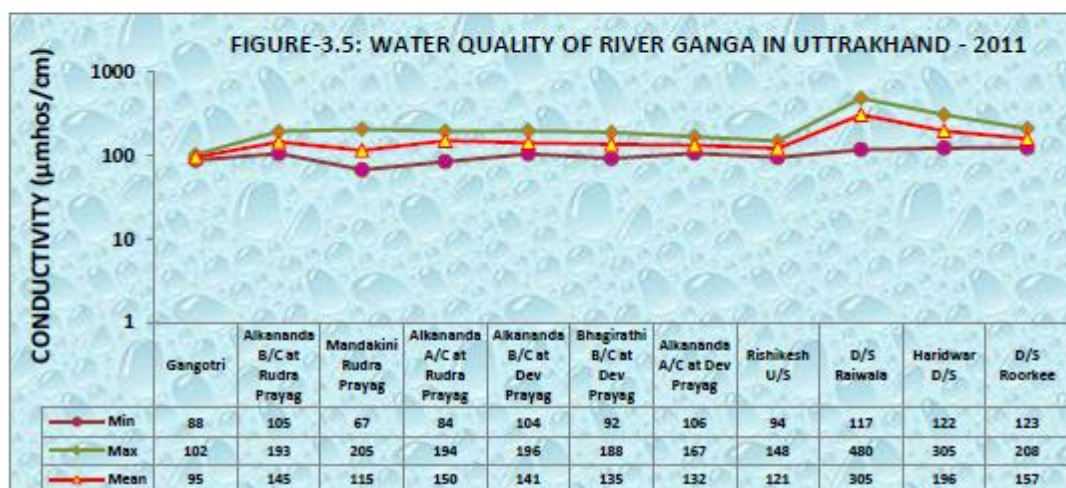 FIGURE-3.5: WATER QUALITY OF RIVER GANGA IN UTTRAKHAND - 2011
CONDUCTIVITY (µmhos/cm)
1000
100
10
1
Gangotri
Alkananda
B/C at
Rudra
Prayag
Mandakini
Rudra
Prayag
Alkananda
A/C at
Rudra
Prayag
Alkananda
B/C at
Dev
Prayag
Bhagirathi
B/C at
Dev
Prayag
Alkananda
A/C at Dev
Prayag
Rishikesh
U/S
D/S
Raiwala
Haridwar
D/S
D/S
Roorkee
Min 88 105 67 84 104 92 106 94 117 122 123
Max 102 193 205 194 196 188 167 148 480 305 208
Mean 95 145 115 150 141 135 132 121 305 196 157